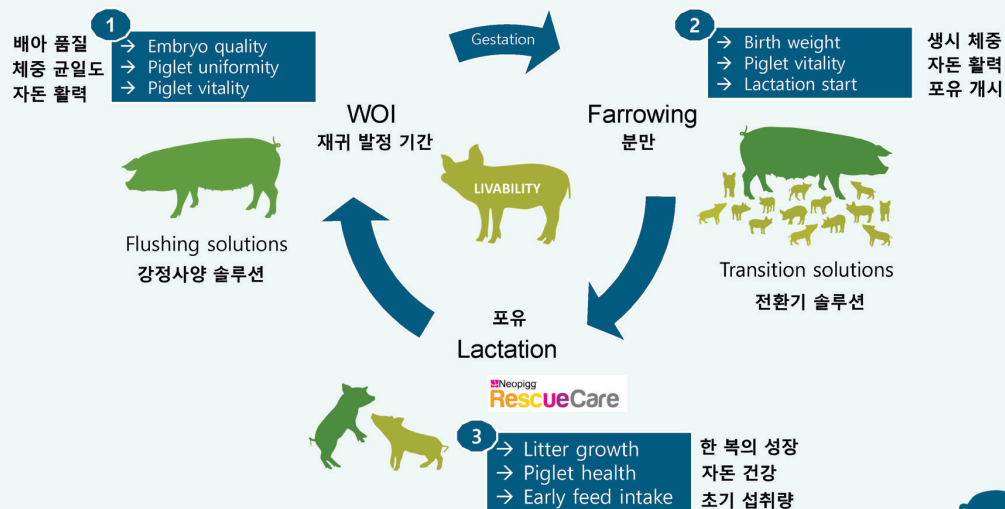 1
배아 품질
체중 균일도
자돈 활력
→ Embryo quality
→ Piglet uniformity
→ Piglet vitality
Gestation
2
→ Birth weight
→ Piglet vitality
→ Lactation start
생시 체중
자돈 활력
포유 개시
WOI
재귀 발정 기간
Farrowing
분만
LIVABILITY
Flushing solutions
강정사양 솔루션
Transition solutions
전환기 솔루션
포유
Lactation
Neopigg
RescueCare
3
→ Litter growth
→ Piglet health
→ Early feed intake
한 복의 성장
자돈 건강
초기 섭취량